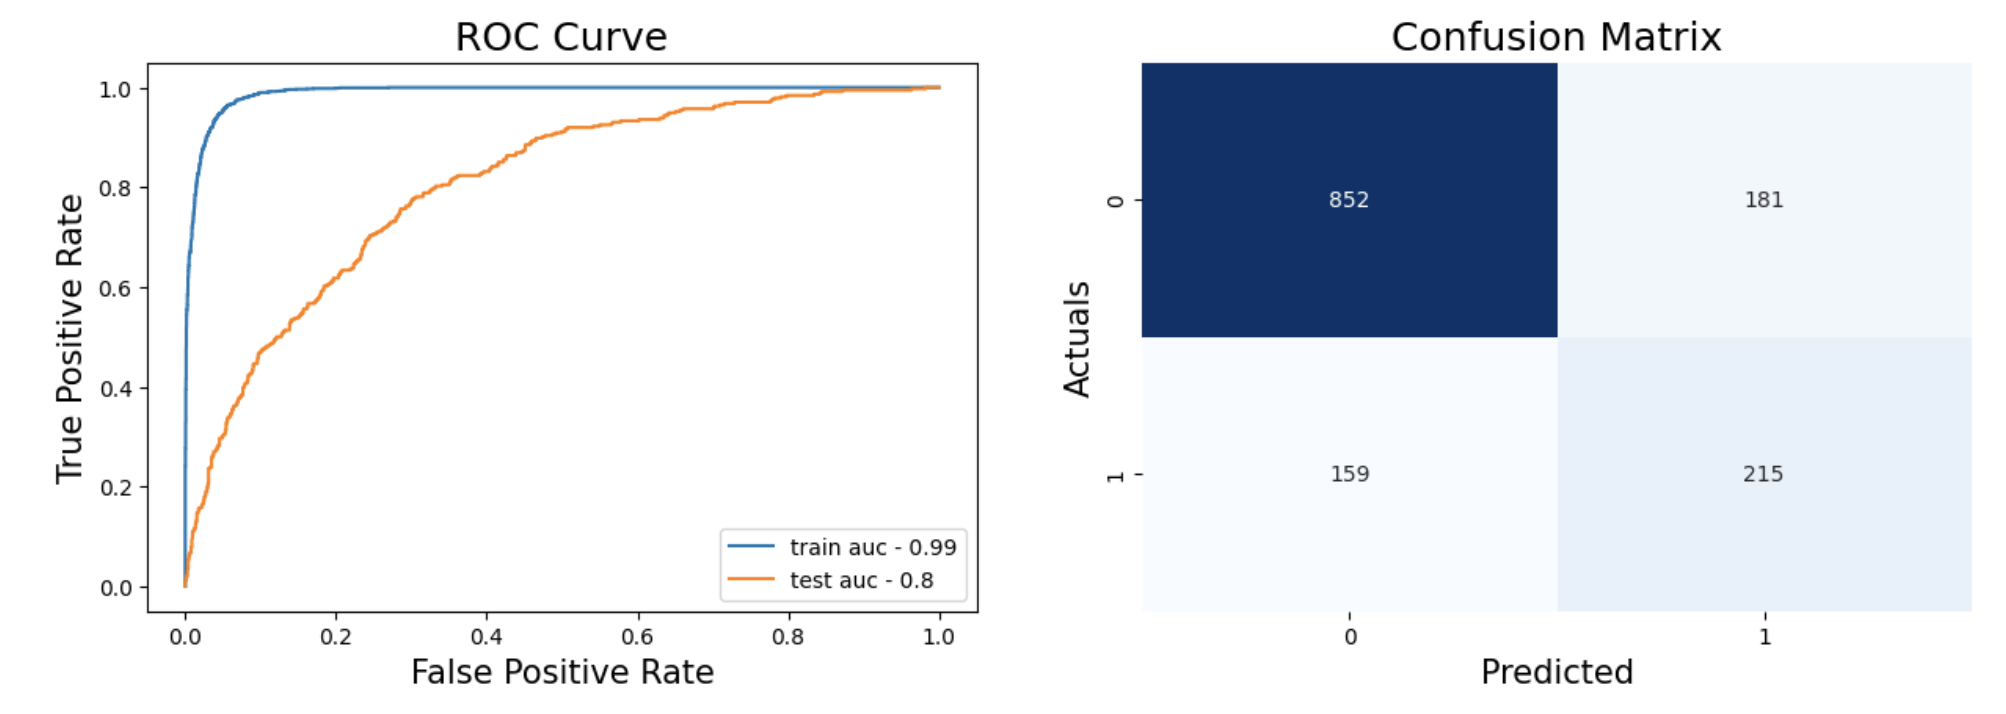 ROC Curve
True Positive Rate
1.0
0.8
0.6
0.4
0.2
0.0
train auc - 0.99
test auc - 0.8
0.0 0.2 0.4 0.6 0.8 1.0
False Positive Rate
Confusion Matrix
Actuals
0
1
852 181
159 215
0 1
Predicted